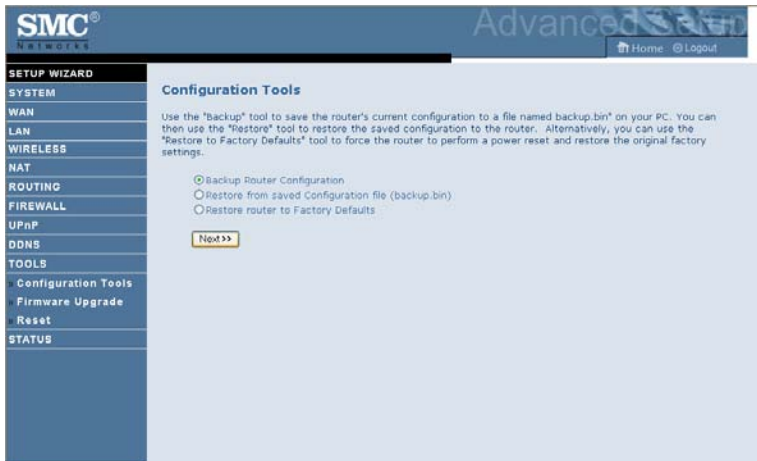 SMC®
Networks
Advanced Setup
Home Logout
SETUP WIZARD
SYSTEM
WAN
LAN
WIRELESS
NAT
ROUTING
FIREWALL
UPnP
DDNS
TOOLS
» Configuration Tools
» Firmware Upgrade
» Reset
STATUS
Configuration Tools
Use the "Backup" tool to save the router's current configuration to a file named backup.bin" on your PC. You can
then use the "Restore" tool to restore the saved configuration to the router. Alternatively, you can use the
"Restore to Factory Defaults" tool to force the router to perform a power reset and restore the original factory
settings.
Backup Router Configuration
Restore from saved Configuration file (backup.bin)
Restore router to Factory Defaults
Next>>